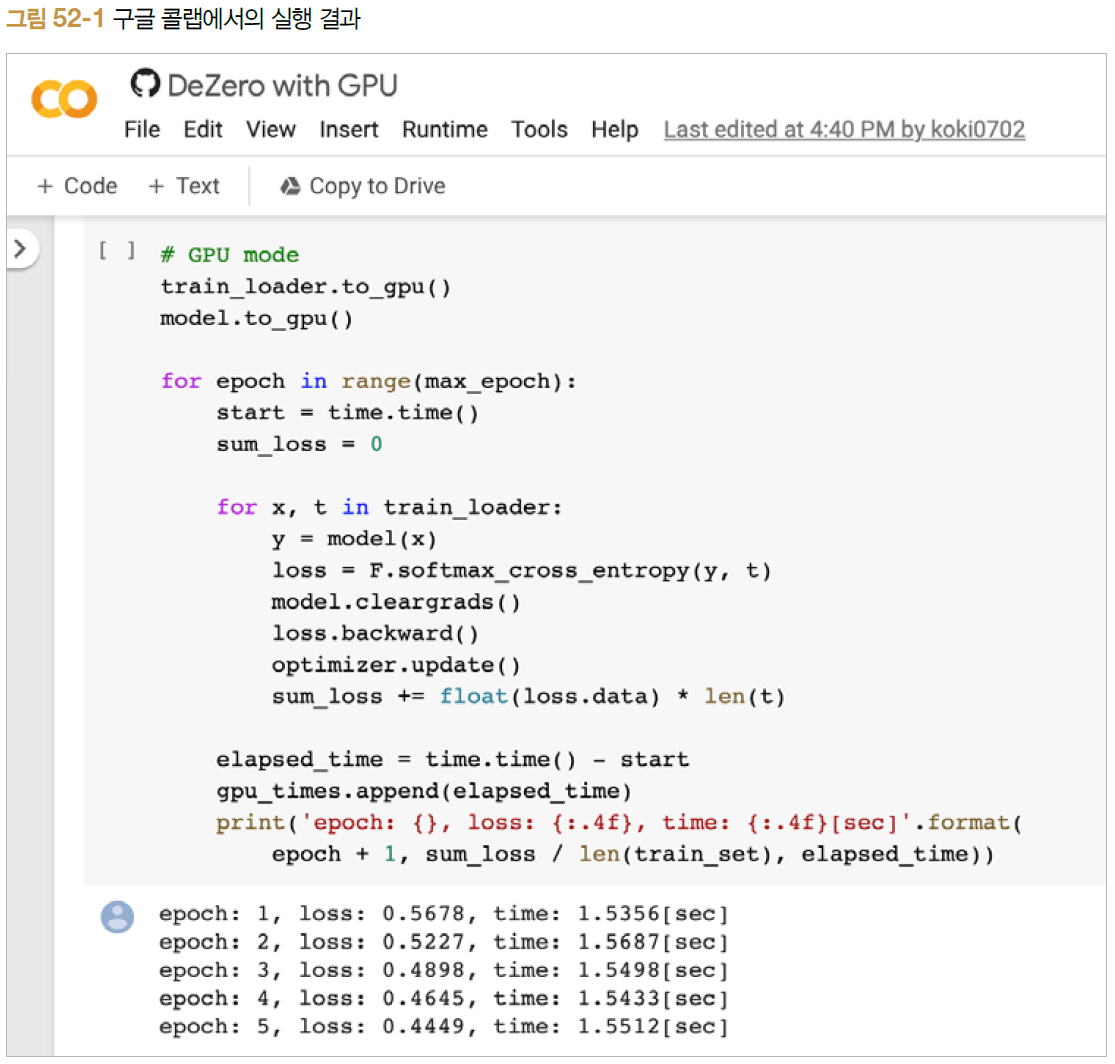 그림 52-1 구글 콜랩에서의 실행 결과
DeZero with GPU
File Edit View Insert Runtime Tools Help Last edited at 4:40 PM by koki0702
+ Code + Text Copy to Drive
[ ] # GPU mode
train_loader.to_gpu()
model.to_gpu()
for epoch in range(max_epoch):
    start = time.time()
    sum_loss = 0
    for x, t in train_loader:
        y = model(x)
        loss = F.softmax_cross_entropy(y, t)
        model.cleargrads()
        loss.backward()
        optimizer.update()
        sum_loss += float(loss.data) * len(t)
    elapsed_time = time.time() - start
    gpu_times.append(elapsed_time)
    print('epoch: {}, loss: {:.4f}, time: {:.4f}[sec]'.format(
        epoch + 1, sum_loss / len(train_set), elapsed_time))
epoch: 1, loss: 0.5678, time: 1.5356[sec]
epoch: 2, loss: 0.5227, time: 1.5687[sec]
epoch: 3, loss: 0.4898, time: 1.5498[sec]
epoch: 4, loss: 0.4645, time: 1.5433[sec]
epoch: 5, loss: 0.4449, time: 1.5512[sec]